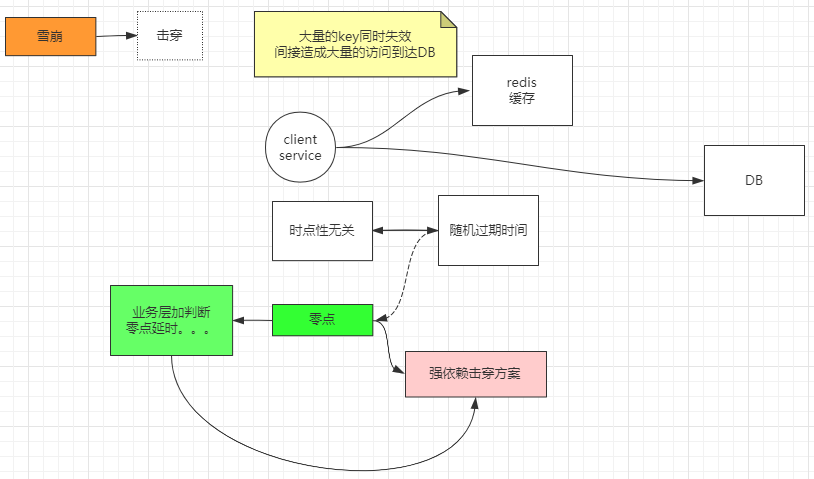 雪崩
击穿
大量的key同时失效
间接造成大量的访问到达DB
redis
缓存
client
service
DB
时点性无关
随机过期时间
业务层加判断
零点延时。。。
零点
强依赖击穿方案